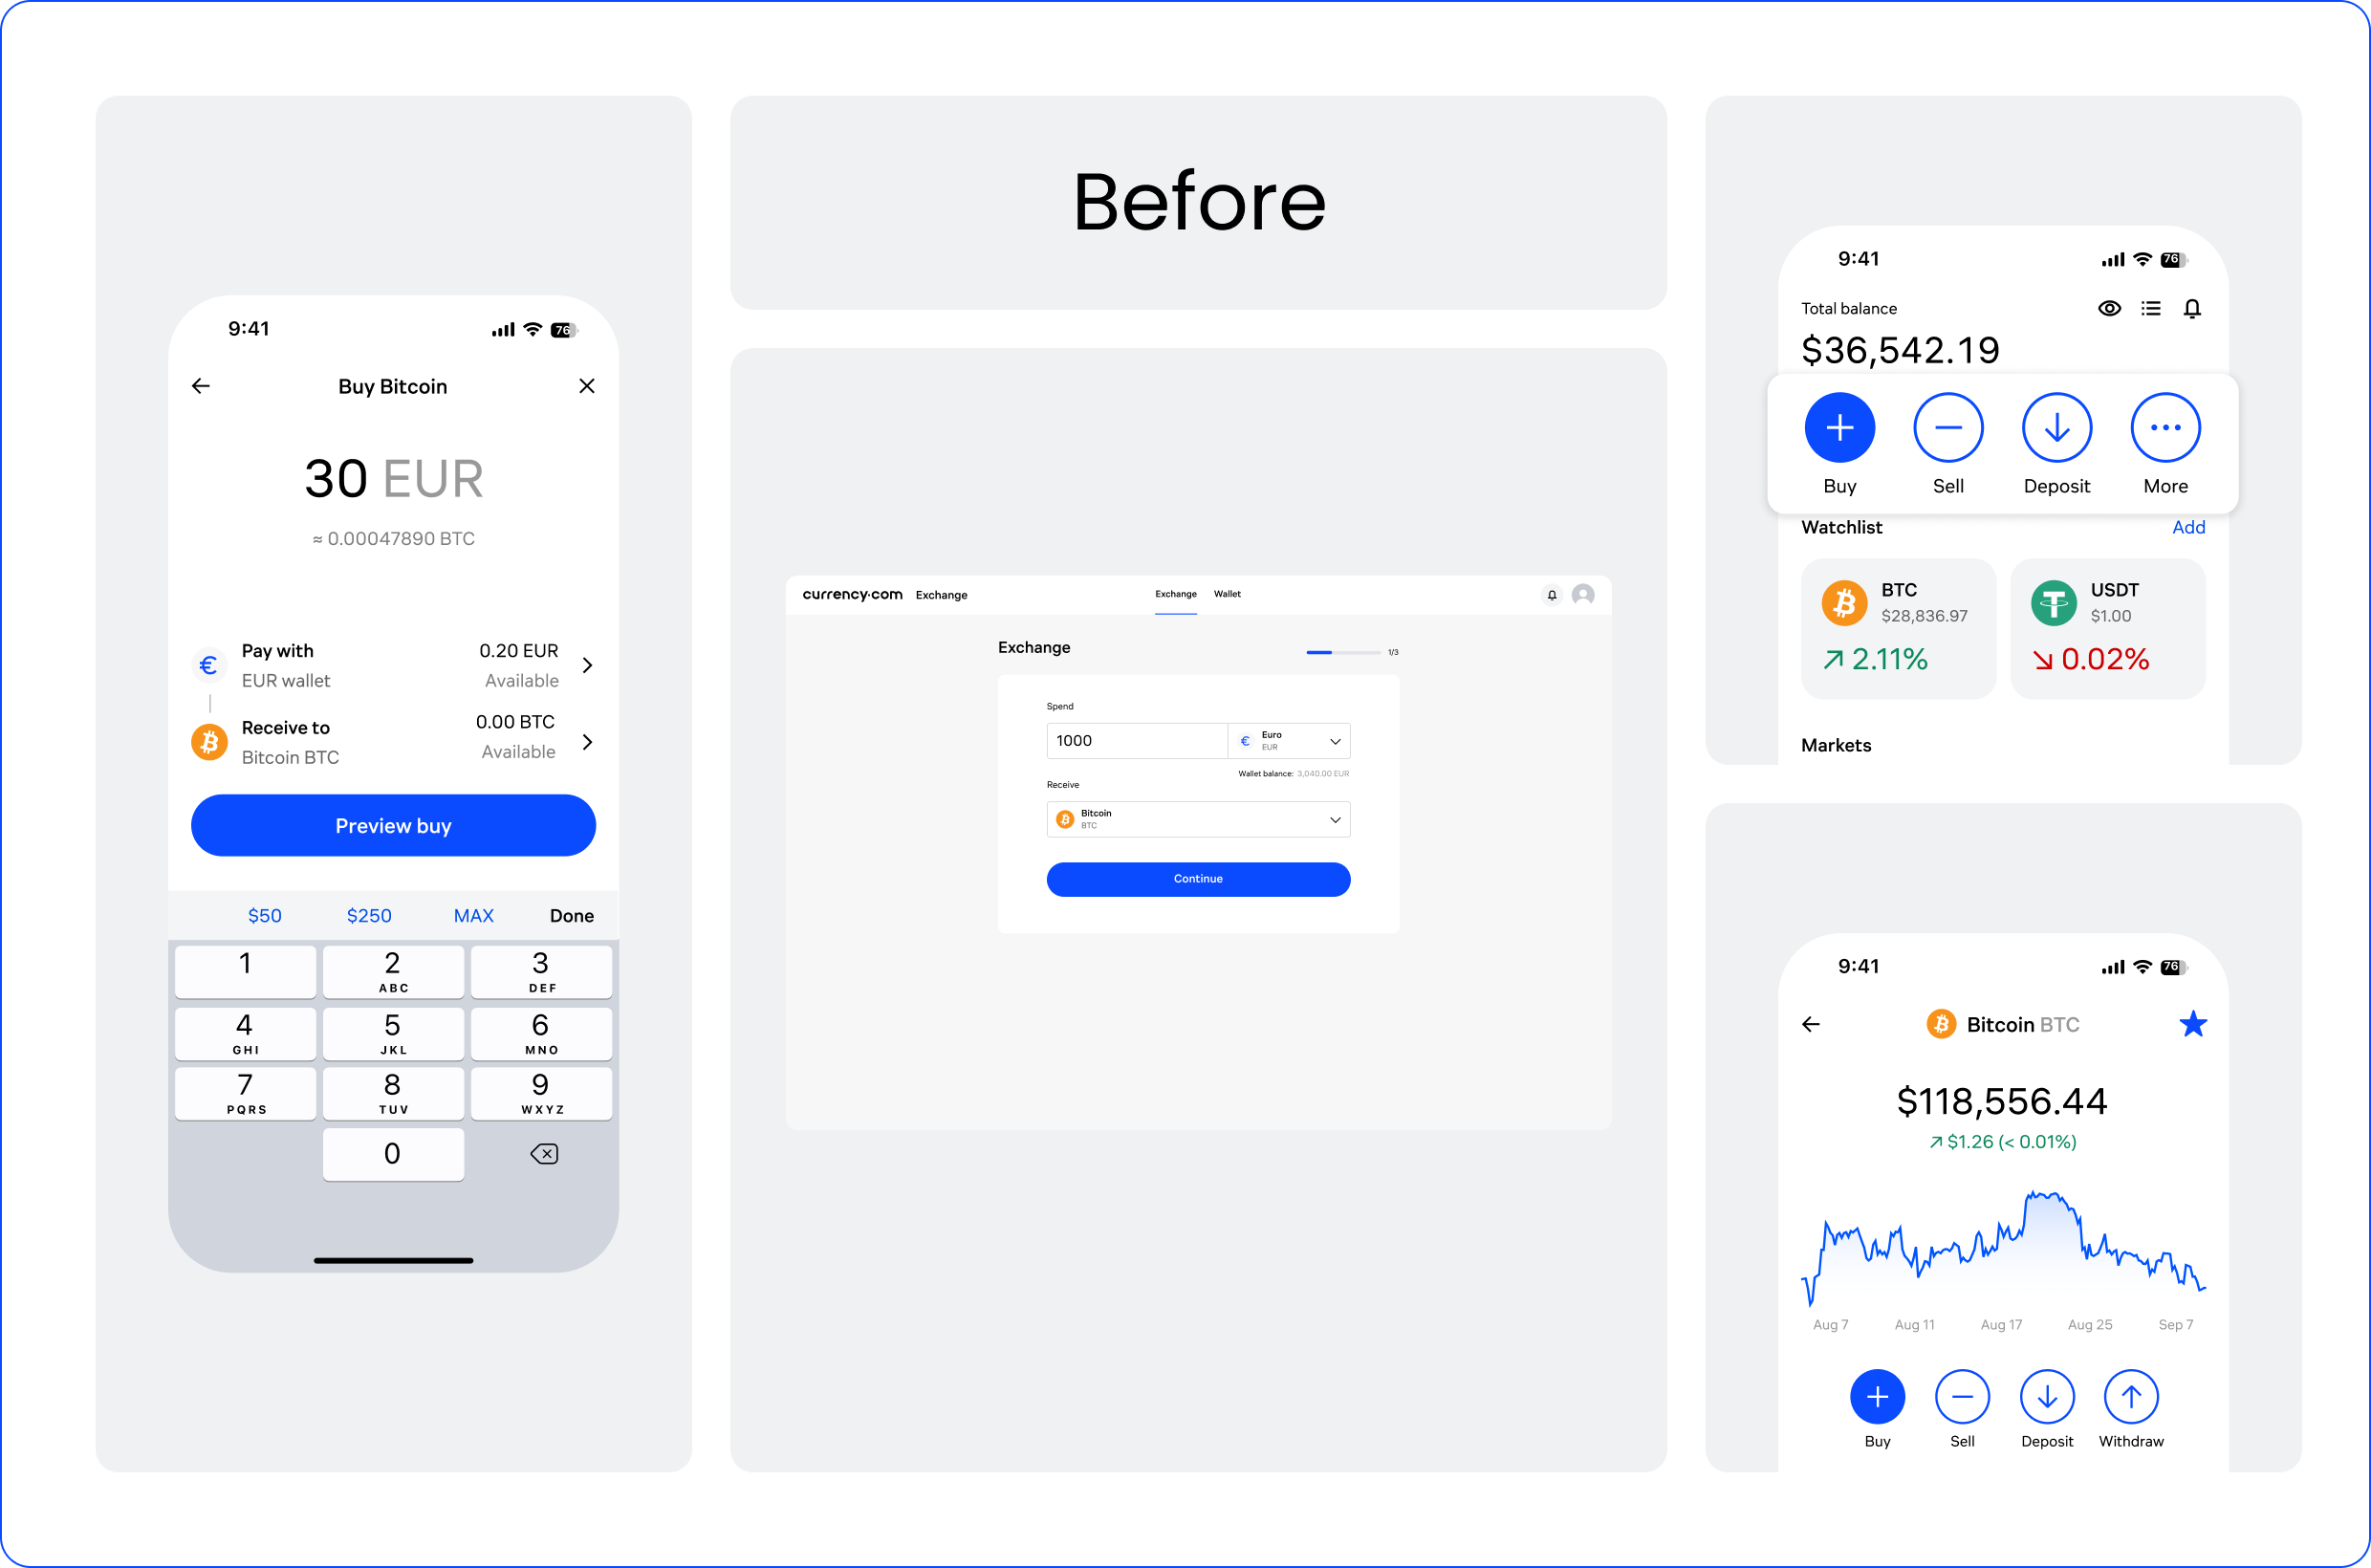 9:41
76
Buy Bitcoin
30 EUR
≈ 0.00047890 BTC
Pay with
0.20 EUR
EUR wallet
Available
Receive to
0.00 BTC
Bitcoin BTC
Available
Preview buy
$50 $250 MAX Done
1 2 3
ABC DEF
4 5 6
GHI JKL MNO
7 8 9
PQRS TUV WXYZ
0
Before
currency.com Exchange
Exchange Wallet
Exchange
1/3
Spend
1000
€ Euro
EUR
Wallet balance: 3,040.00 EUR
Receive
Bitcoin
BTC
Continue
9:41
76
Total balance
$36,542.19
Buy Sell Deposit More
Watchlist Add
BTC
$28,836.97
2.11%
USDT
$1.00
0.02%
Markets
9:41
76
Bitcoin BTC
$118,556.44
$1.26 (< 0.01%)
Aug 7 Aug 11 Aug 17 Aug 25 Sep 7
Buy Sell Deposit Withdraw